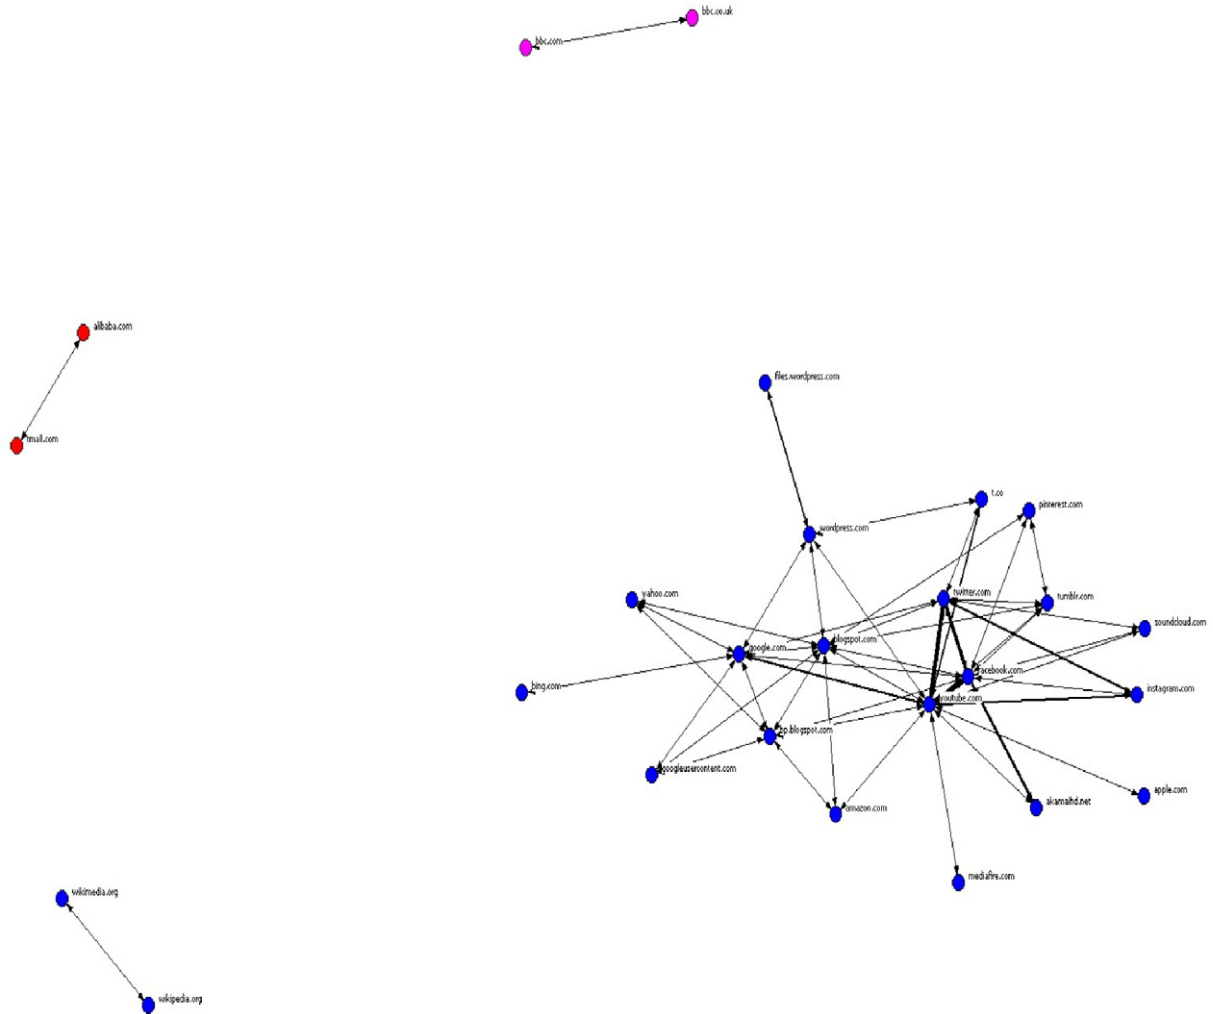 bbc.co.uk
bbc.com
alibaba.com
files.wordpress.com
tmall.com
t.co
pinterest.com
wordpress.com
yahoo.com
twitter.com
tumblr.com
soundcloud.com
blogspot.com
google.com
facebook.com
bing.com
instagram.com
youtube.com
bp.blogspot.com
googleusercontent.com
apple.com
amazon.com
akamaihd.net
mediafire.com
wikimedia.org
wikipedia.org